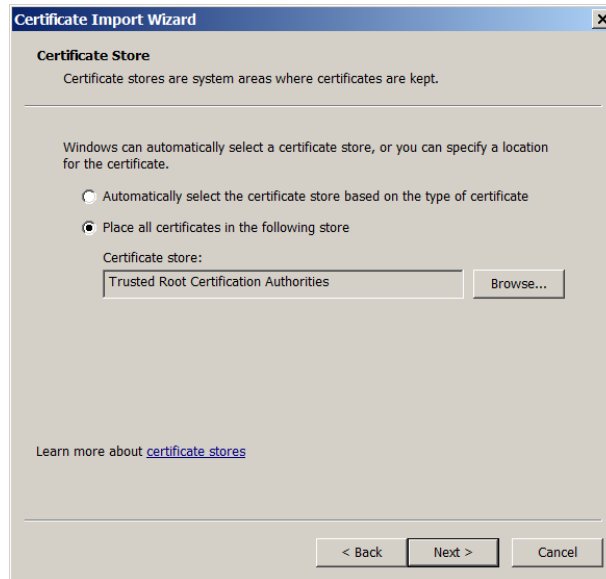 Certificate Import Wizard
Certificate Store
Certificate stores are system areas where certificates are kept.
Windows can automatically select a certificate store, or you can specify a location
for the certificate.
Automatically select the certificate store based on the type of certificate
Place all certificates in the following store
Certificate store:
Trusted Root Certification Authorities
Browse...
Learn more about certificate stores
< Back
Next >
Cancel